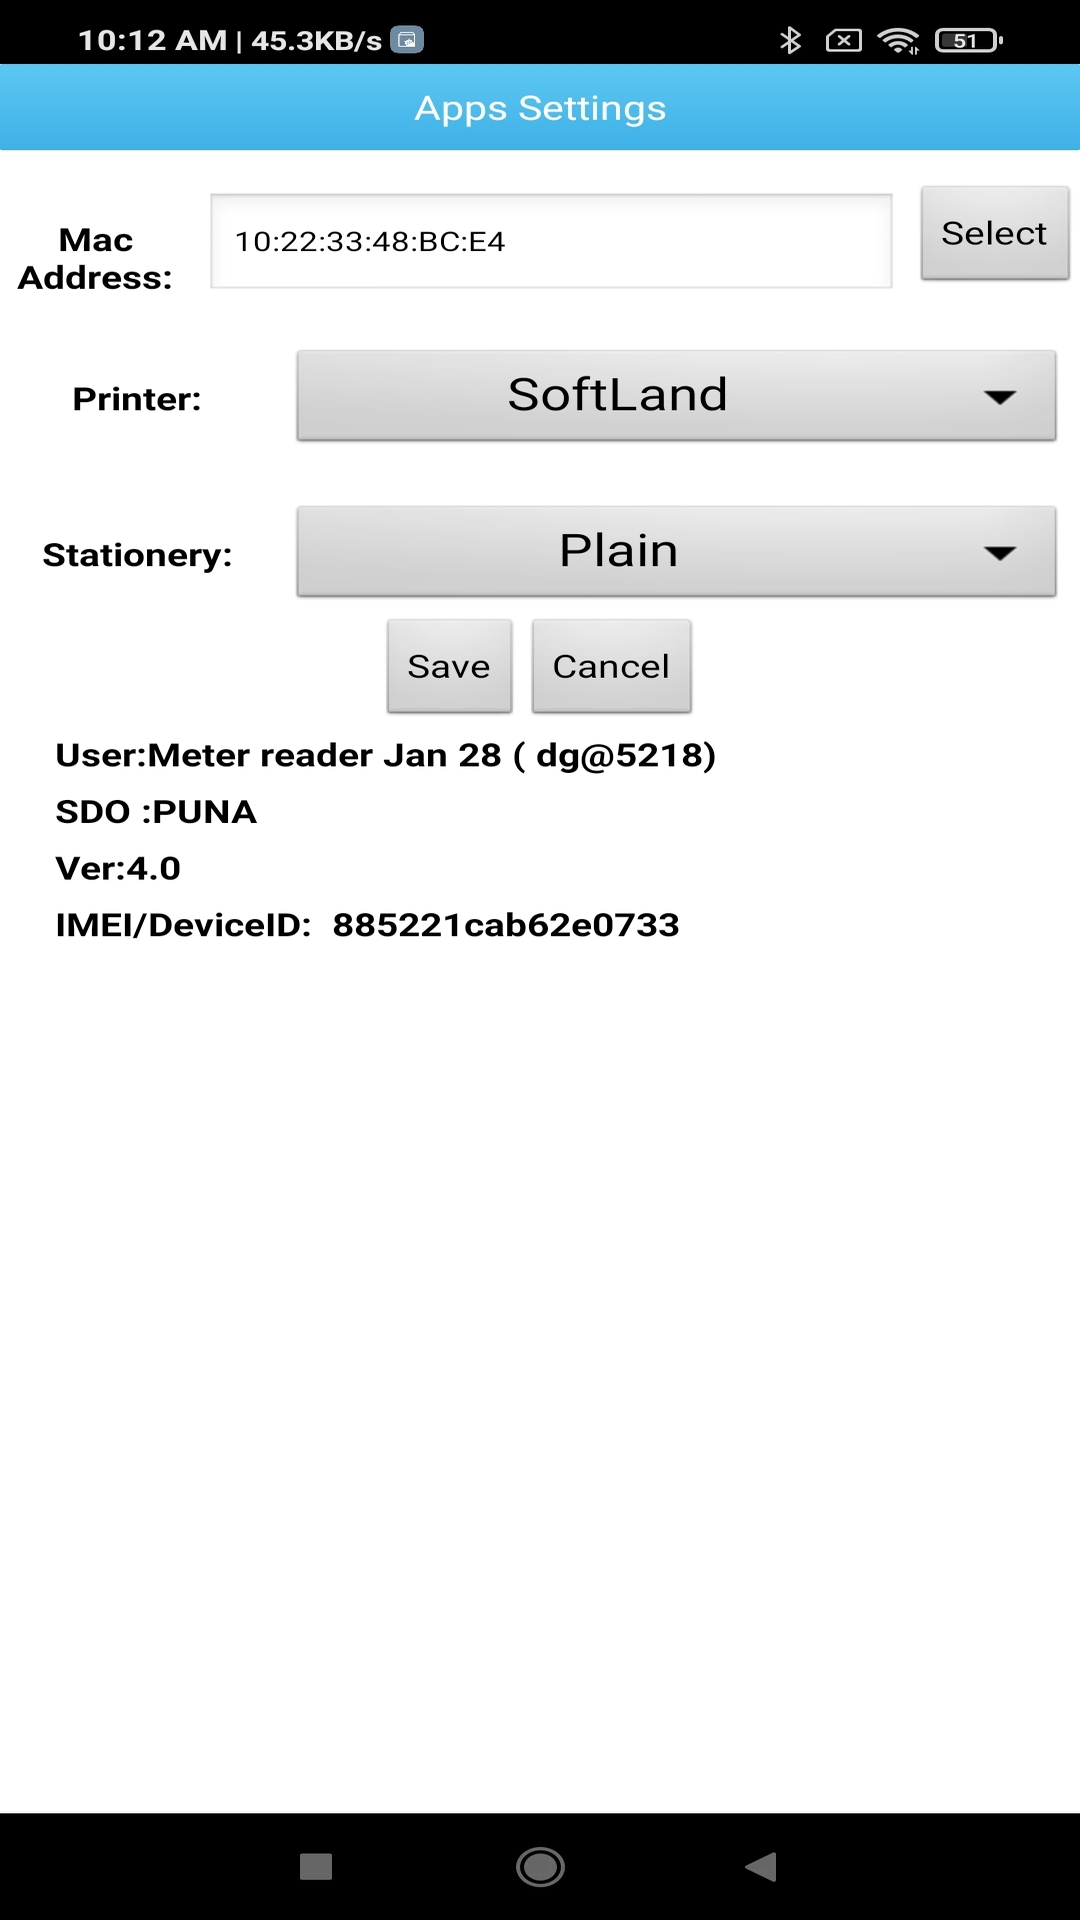 10:12 AM | 45.3KB/s 51
Apps Settings
Mac
Address:
10:22:33:48:BC:E4
Select
Printer:
SoftLand
Stationery:
Plain
Save
Cancel
User:Meter reader Jan 28 ( dg@5218)
SDO :PUNA
Ver:4.0
IMEI/DeviceID:  885221cab62e0733